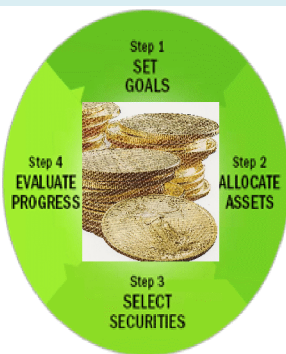 Step 1
SET
GOALS
Step 2
ALLOCATE
ASSETS
Step 3
SELECT
SECURITIES
Step 4
EVALUATE
PROGRESS